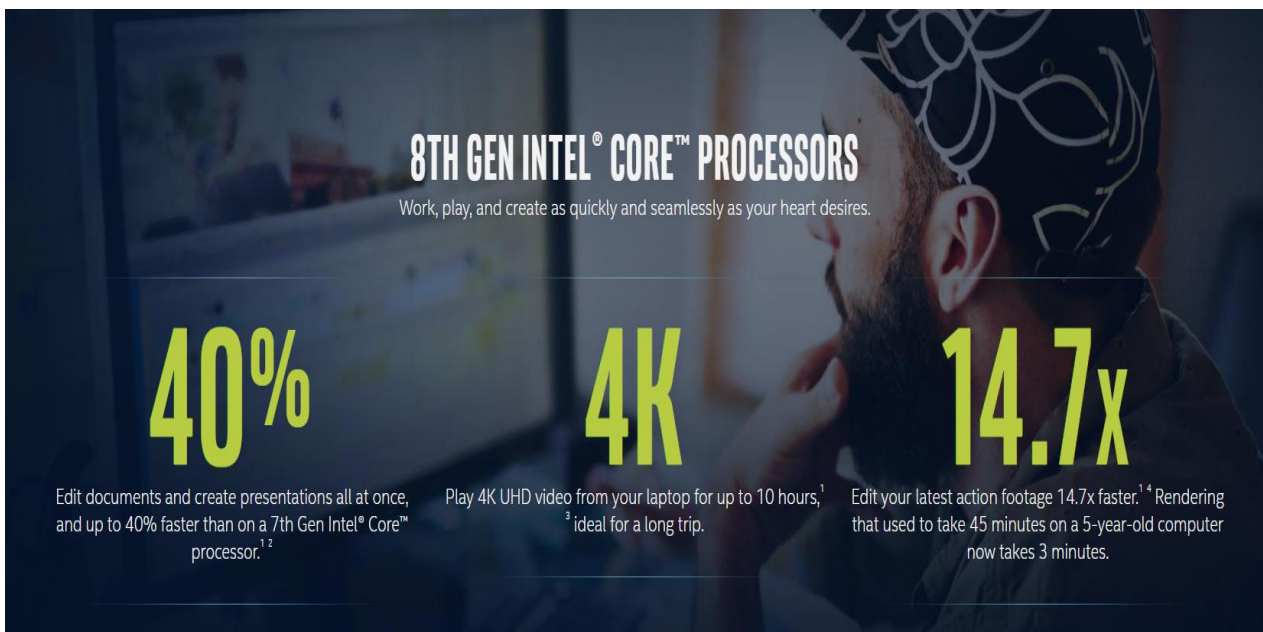 8TH GEN INTEL® CORE™ PROCESSORS
Work, play, and create as quickly and seamlessly as your heart desires.
40%
Edit documents and create presentations all at once,
and up to 40% faster than on a 7th Gen Intel® Core™
processor.¹ ²
4K
Play 4K UHD video from your laptop for up to 10 hours,¹
³ ideal for a long trip.
14.7x
Edit your latest action footage 14.7x faster.¹ ⁴ Rendering
that used to take 45 minutes on a 5-year-old computer
now takes 3 minutes.